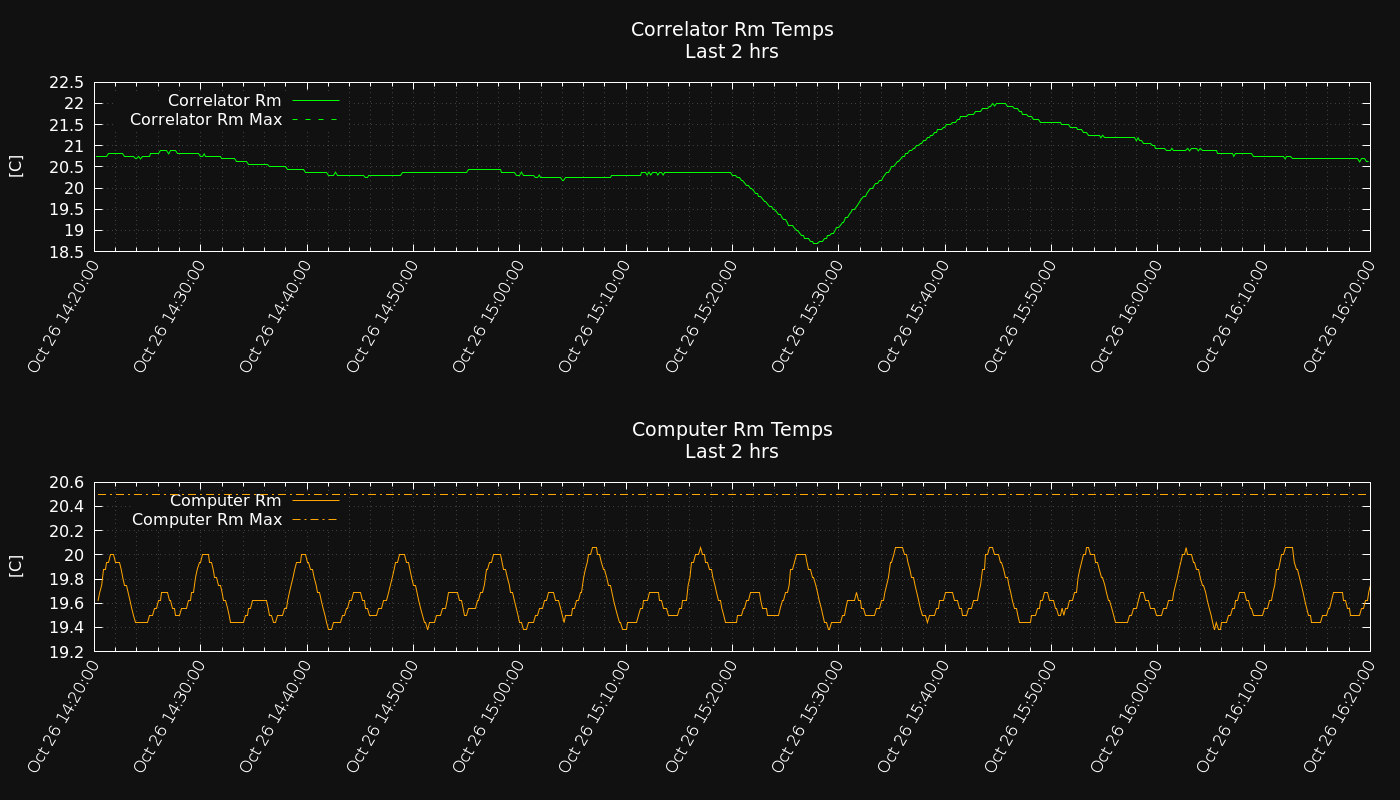 Correlator Rm Temps
Last 2 hrs
22.5
22
21.5
21
20.5
20
19.5
19
18.5
[C]
Correlator Rm
Correlator Rm Max
Oct 26 14:20:00
Oct 26 14:30:00
Oct 26 14:40:00
Oct 26 14:50:00
Oct 26 15:00:00
Oct 26 15:10:00
Oct 26 15:20:00
Oct 26 15:30:00
Oct 26 15:40:00
Oct 26 15:50:00
Oct 26 16:00:00
Oct 26 16:10:00
Oct 26 16:20:00
Computer Rm Temps
Last 2 hrs
20.6
20.4
20.2
20
19.8
19.6
19.4
19.2
[C]
Computer Rm
Computer Rm Max
Oct 26 14:20:00
Oct 26 14:30:00
Oct 26 14:40:00
Oct 26 14:50:00
Oct 26 15:00:00
Oct 26 15:10:00
Oct 26 15:20:00
Oct 26 15:30:00
Oct 26 15:40:00
Oct 26 15:50:00
Oct 26 16:00:00
Oct 26 16:10:00
Oct 26 16:20:00